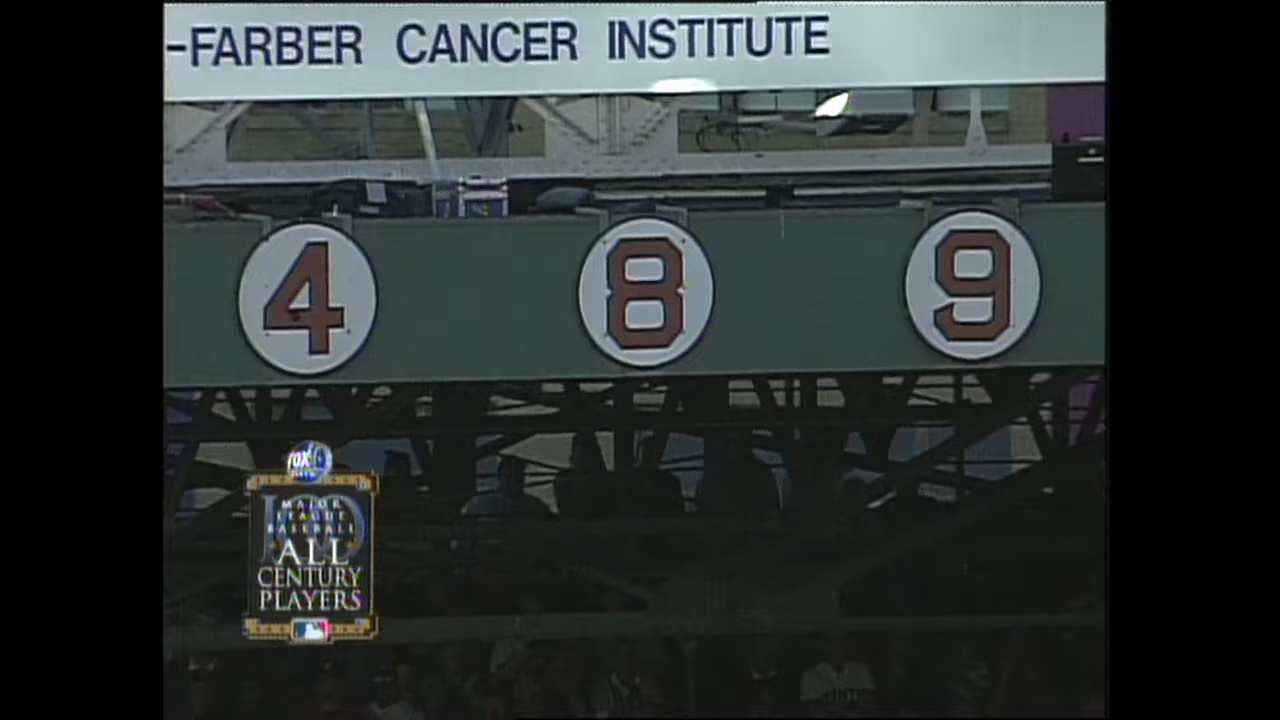 -FARBER CANCER INSTITUTE
4 8 9
FOX
MAJOR
LEAGUE
BASEBALL
ALL
CENTURY
PLAYERS